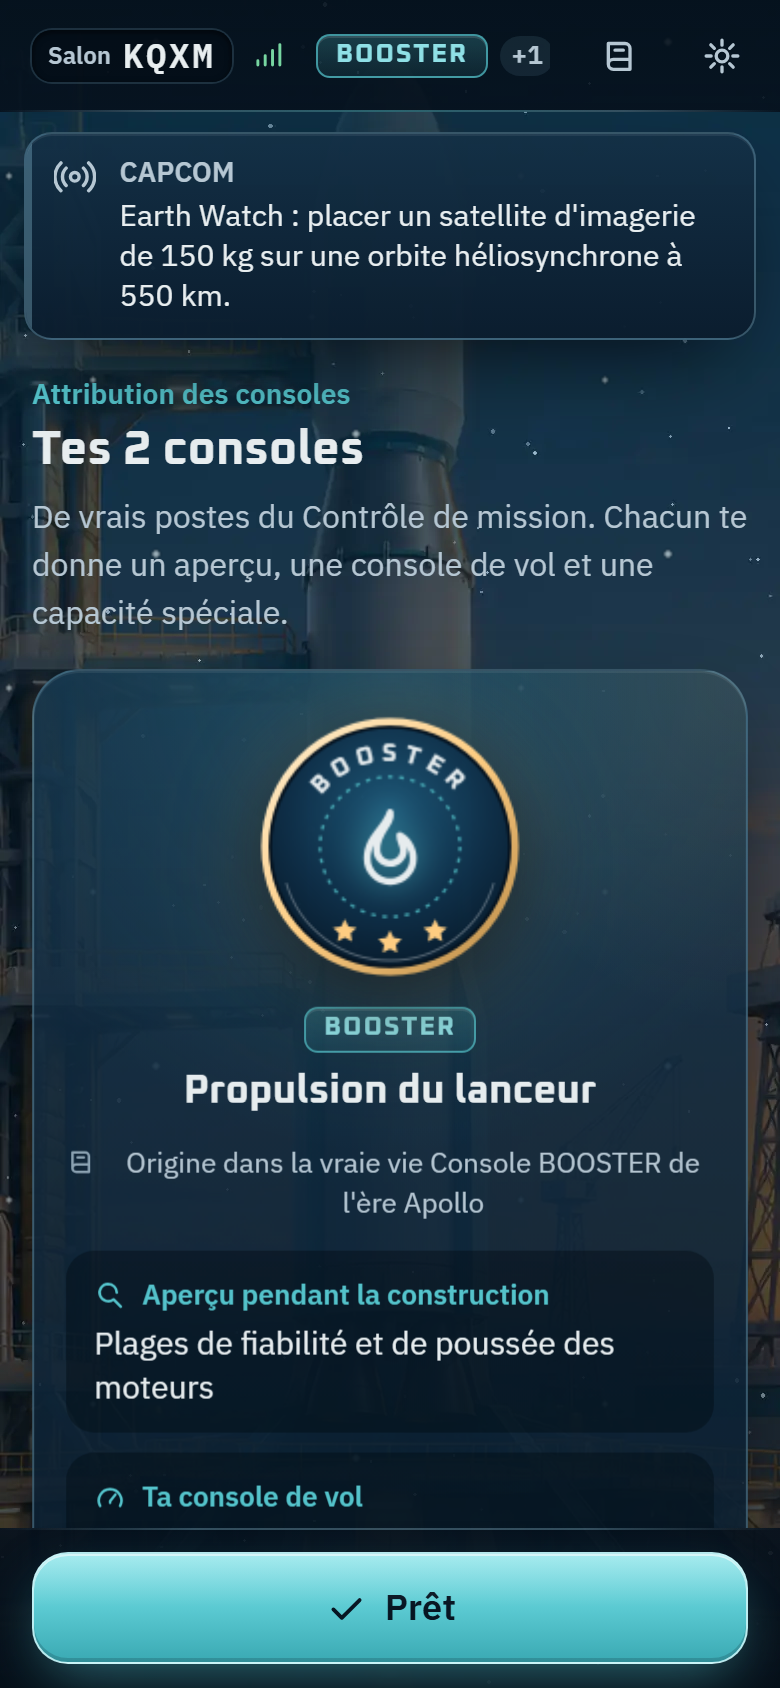 Salon KQXM BOOSTER +1
CAPCOM
Earth Watch : placer un satellite d'imagerie
de 150 kg sur une orbite héliosynchrone à
550 km.
Attribution des consoles
Tes 2 consoles
De vrais postes du Contrôle de mission. Chacun te
donne un aperçu, une console de vol et une
capacité spéciale.
BOOSTER
BOOSTER
Propulsion du lanceur
Origine dans la vraie vie Console BOOSTER de
l'ère Apollo
Aperçu pendant la construction
Plages de fiabilité et de poussée des
moteurs
Ta console de vol
Prêt